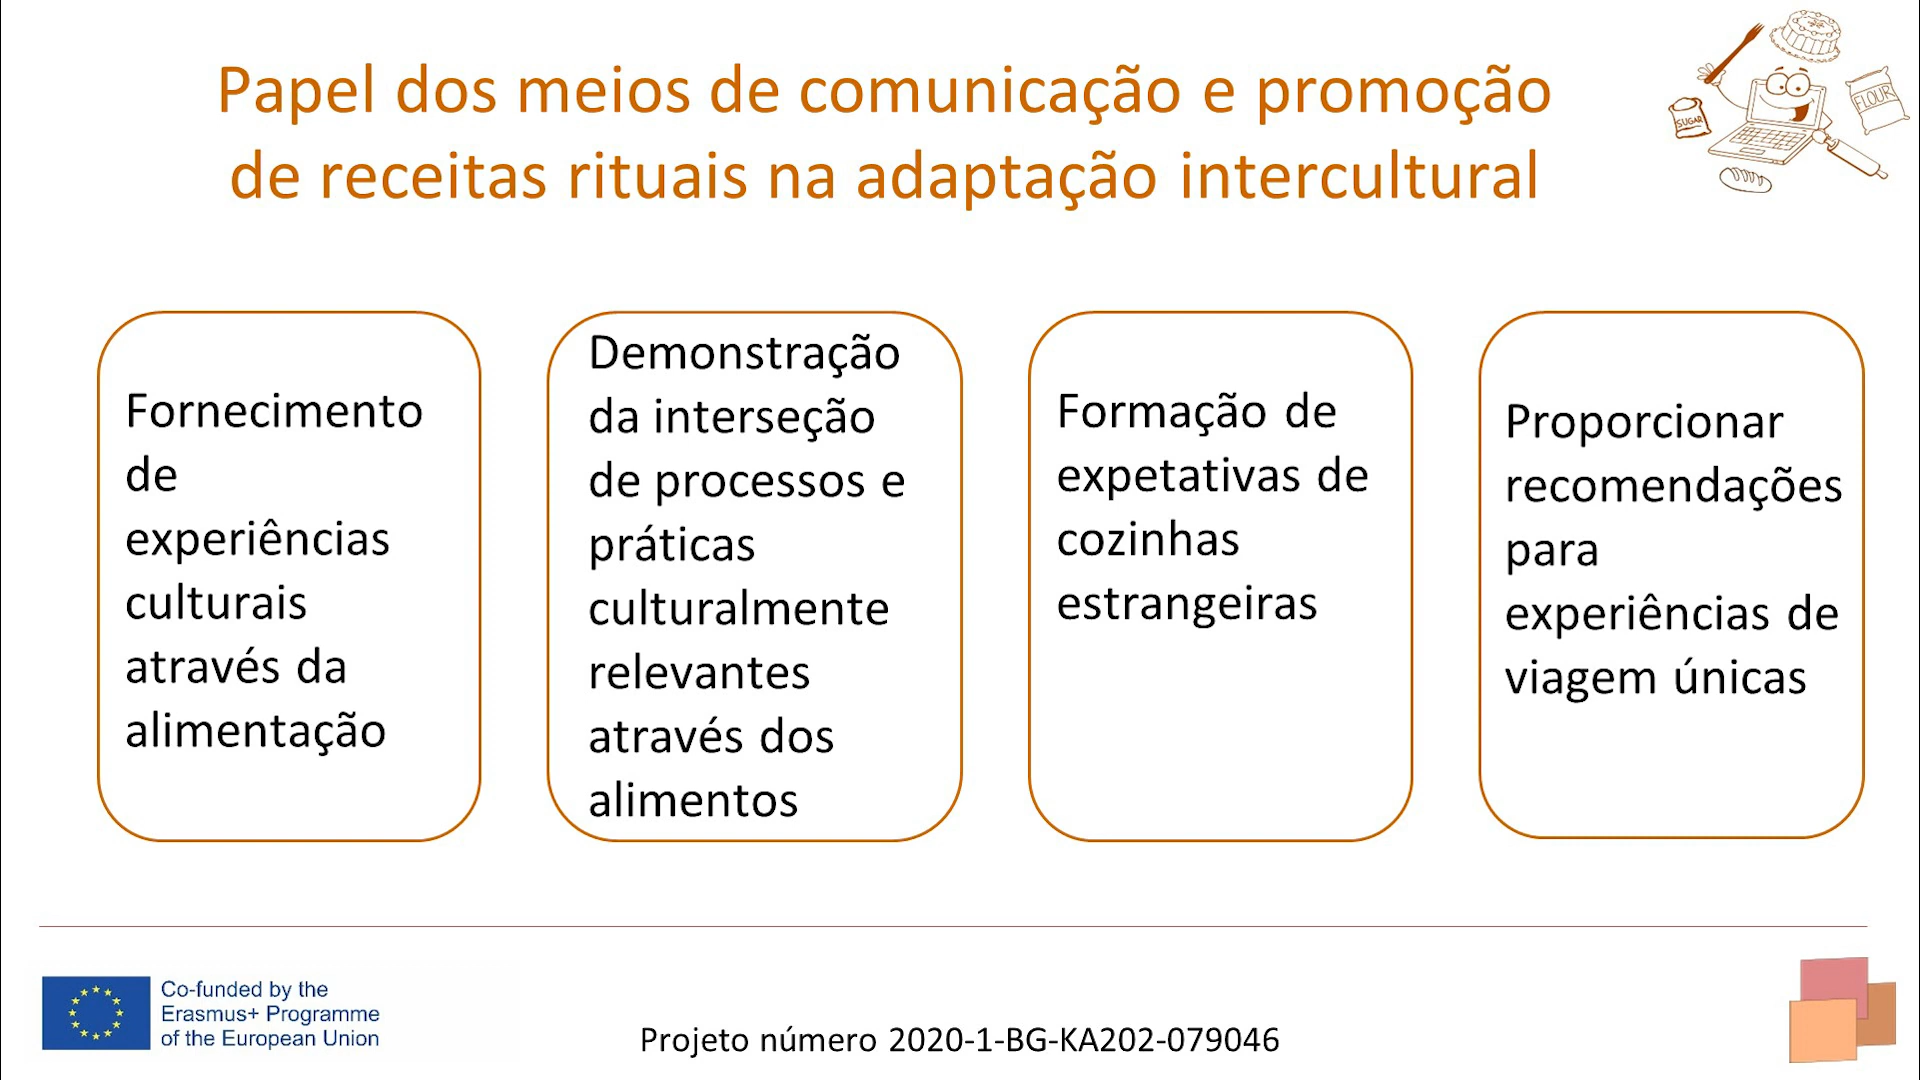 Papel dos meios de comunicação e promoção
de receitas rituais na adaptação intercultural
SUGAR
FLOUR
Fornecimento
de
experiências
culturais
através da
alimentação
Demonstração
da interseção
de processos e
práticas
culturalmente
relevantes
através dos
alimentos
Formação de
expetativas de
cozinhas
estrangeiras
Proporcionar
recomendações
para
experiências de
viagem únicas
Co-funded by the
Erasmus+ Programme
of the European Union
Projeto número 2020-1-BG-KA202-079046